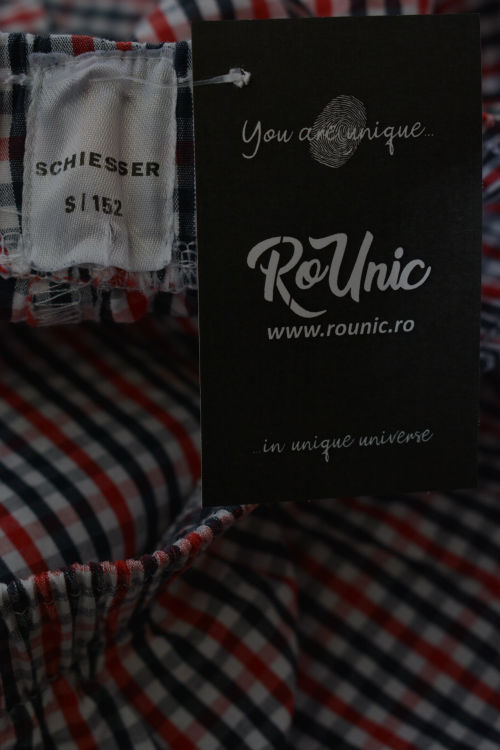 SCHIESSER
S | 152
You are unique...
RoUnic
www.rounic.ro
...in unique universe